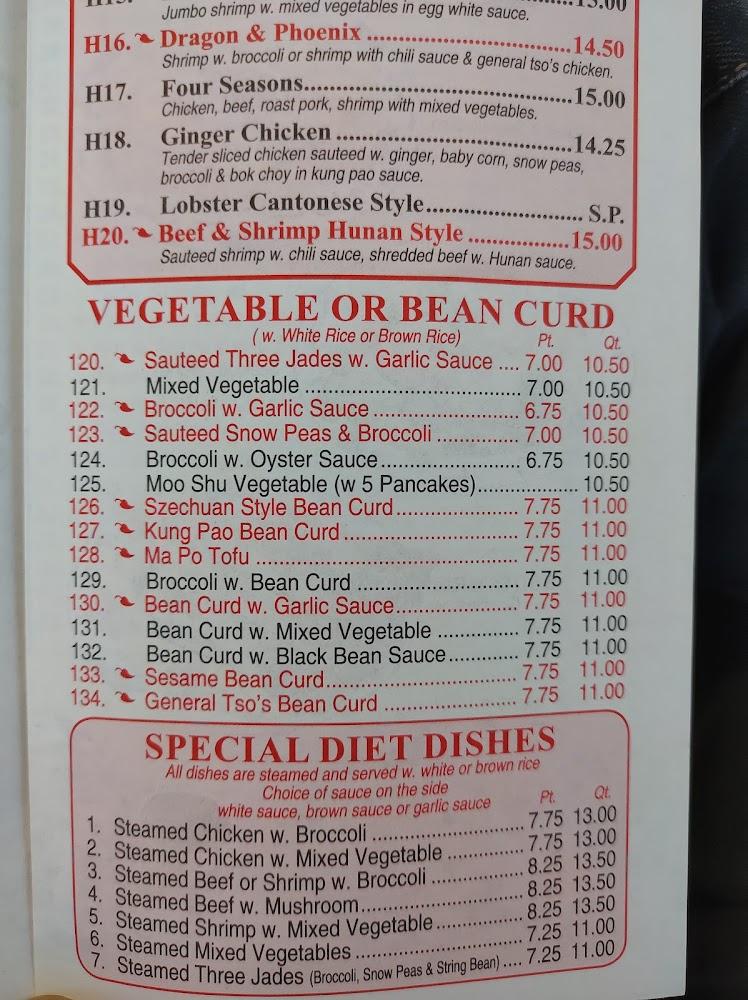 Jumbo shrimp w. mixed vegetables in egg white sauce.
H16. Dragon & Phoenix ..............................14.50
Shrimp w. broccoli or shrimp with chili sauce & general tso's chicken.
H17. Four Seasons........................................15.00
Chicken, beef, roast pork, shrimp with mixed vegetables.
H18. Ginger Chicken ...................................14.25
Tender sliced chicken sauteed w. ginger, baby corn, snow peas,
broccoli & bok choy in kung pao sauce.
H19. Lobster Cantonese Style........................ S.P.
H20. Beef & Shrimp Hunan Style ...............15.00
Sauteed shrimp w. chili sauce, shredded beef w. Hunan sauce.
VEGETABLE OR BEAN CURD
( w. White Rice or Brown Rice) Pt. Qt.
120. Sauteed Three Jades w. Garlic Sauce .... 7.00 10.50
121. Mixed Vegetable ................................... 7.00 10.50
122. Broccoli w. Garlic Sauce ........................ 6.75 10.50
123. Sauteed Snow Peas & Broccoli ............. 7.00 10.50
124. Broccoli w. Oyster Sauce....................... 6.75 10.50
125. Moo Shu Vegetable (w 5 Pancakes)................. 10.50
126. Szechuan Style Bean Curd.................... 7.75 11.00
127. Kung Pao Bean Curd ............................ 7.75 11.00
128. Ma Po Tofu .......................................... 7.75 11.00
129. Broccoli w. Bean Curd .......................... 7.75 11.00
130. Bean Curd w. Garlic Sauce.................... 7.75 11.00
131. Bean Curd w. Mixed Vegetable ............. 7.75 11.00
132. Bean Curd w. Black Bean Sauce........... 7.75 11.00
133. Sesame Bean Curd............................... 7.75 11.00
134. General Tso's Bean Curd ...................... 7.75 11.00
SPECIAL DIET DISHES
All dishes are steamed and served w. white or brown rice
Choice of sauce on the side
white sauce, brown sauce or garlic sauce Pt. Qt.
1. Steamed Chicken w. Broccoli ........................ 7.75 13.00
2. Steamed Chicken w. Mixed Vegetable ............ 7.75 13.00
3. Steamed Beef or Shrimp w. Broccoli .............. 8.25 13.50
4. Steamed Beef w. Mushroom.......................... 8.25 13.50
5. Steamed Shrimp w. Mixed Vegetable.............. 8.25 13.50
6. Steamed Mixed Vegetables ........................... 7.25 11.00
7. Steamed Three Jades (Broccoli, Snow Peas & String Bean) .... 7.25 11.00